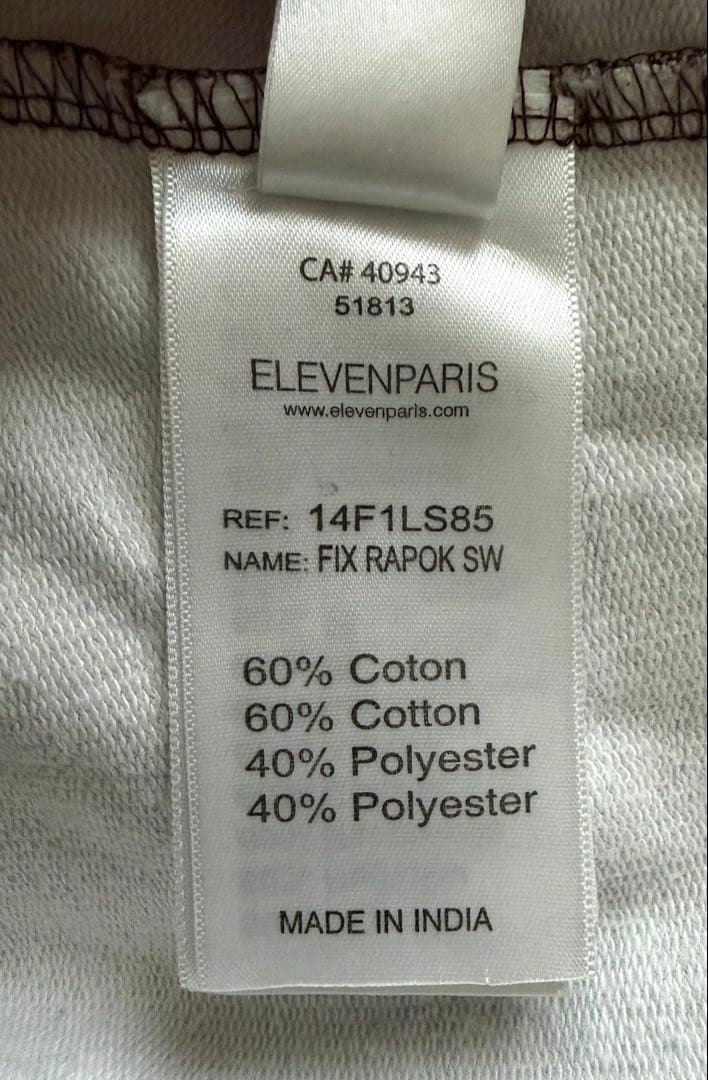 CA# 40943
51813
ELEVENPARIS
www.elevenparis.com
REF: 14F1LS85
NAME: FIX RAPOK SW
60% Coton
60% Cotton
40% Polyester
40% Polyester
MADE IN INDIA